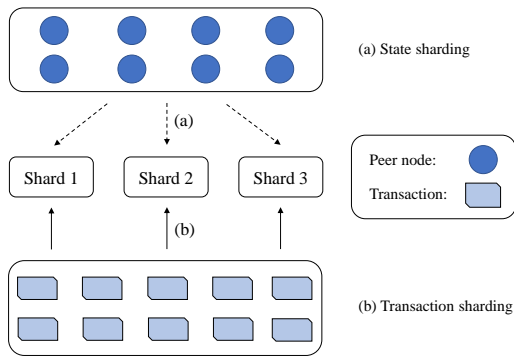 (a) State sharding
(a)
Shard 1
Shard 2
Shard 3
Peer node:
Transaction:
(b)
(b) Transaction sharding